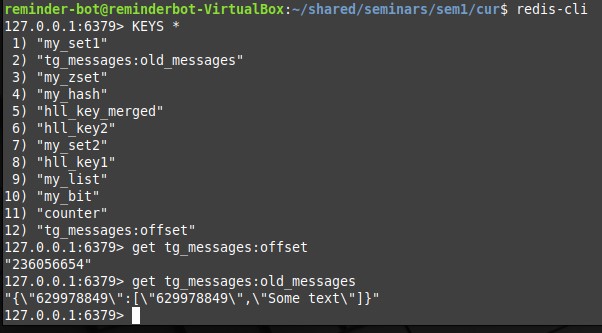 reminder-bot@reminderbot-VirtualBox:~/shared/seminars/sem1/cur$ redis-cli
127.0.0.1:6379> KEYS *
 1) "my_set1"
 2) "tg_messages:old_messages"
 3) "my_zset"
 4) "my_hash"
 5) "hll_key_merged"
 6) "hll_key2"
 7) "my_set2"
 8) "hll_key1"
 9) "my_list"
10) "my_bit"
11) "counter"
12) "tg_messages:offset"
127.0.0.1:6379> get tg_messages:offset
"236056654"
127.0.0.1:6379> get tg_messages:old_messages
"{\"629978849\":[\"629978849\",\"Some text\"]}"
127.0.0.1:6379>